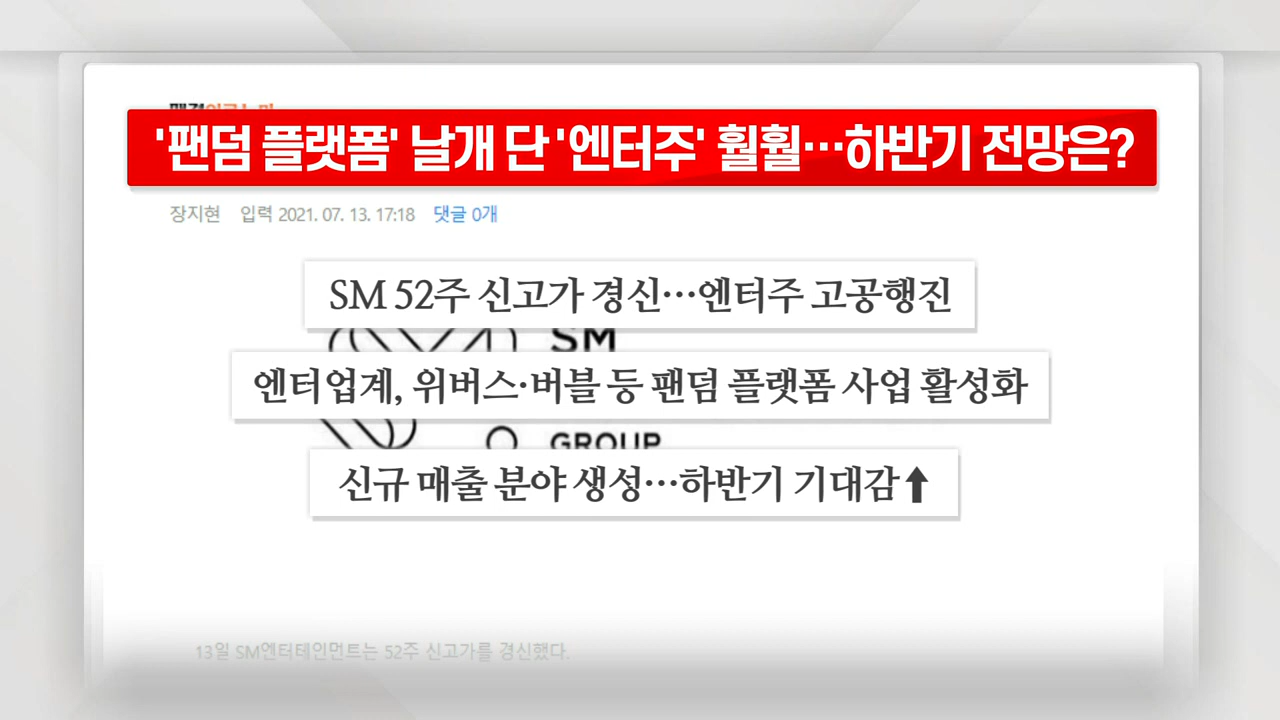 '팬덤 플랫폼' 날개 단 '엔터주' 훨훨…하반기 전망은?
장지현 입력 2021. 07. 13. 17:18 댓글 0개
SM 52주 신고가 경신…엔터주 고공행진
SM
엔터업계, 위버스·버블 등 팬덤 플랫폼 사업 활성화
GROUP
신규 매출 분야 생성…하반기 기대감↑
13일 SM엔터테인먼트는 52주 신고가를 경신했다.